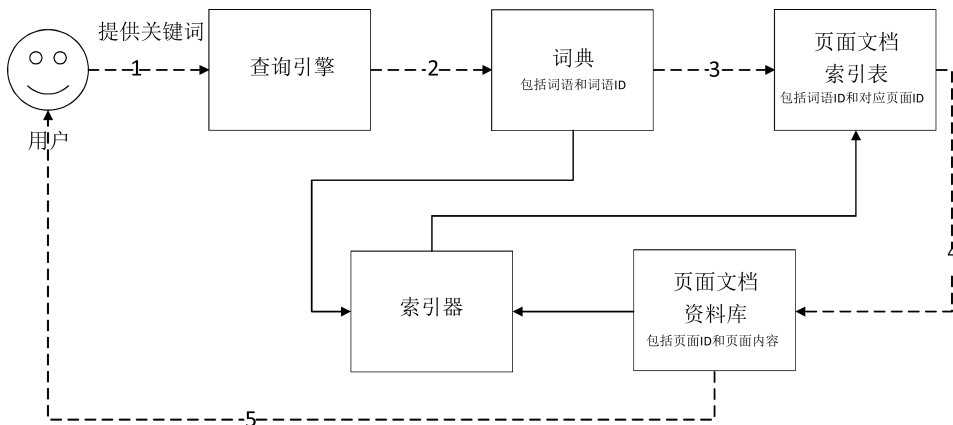 提供关键词
1
查询引擎
2
词典
包括词语和词语ID
3
页面文档
索引表
包括词语ID和对应页面ID
用户
4
索引器
页面文档
资料库
包括页面ID和页面内容
5